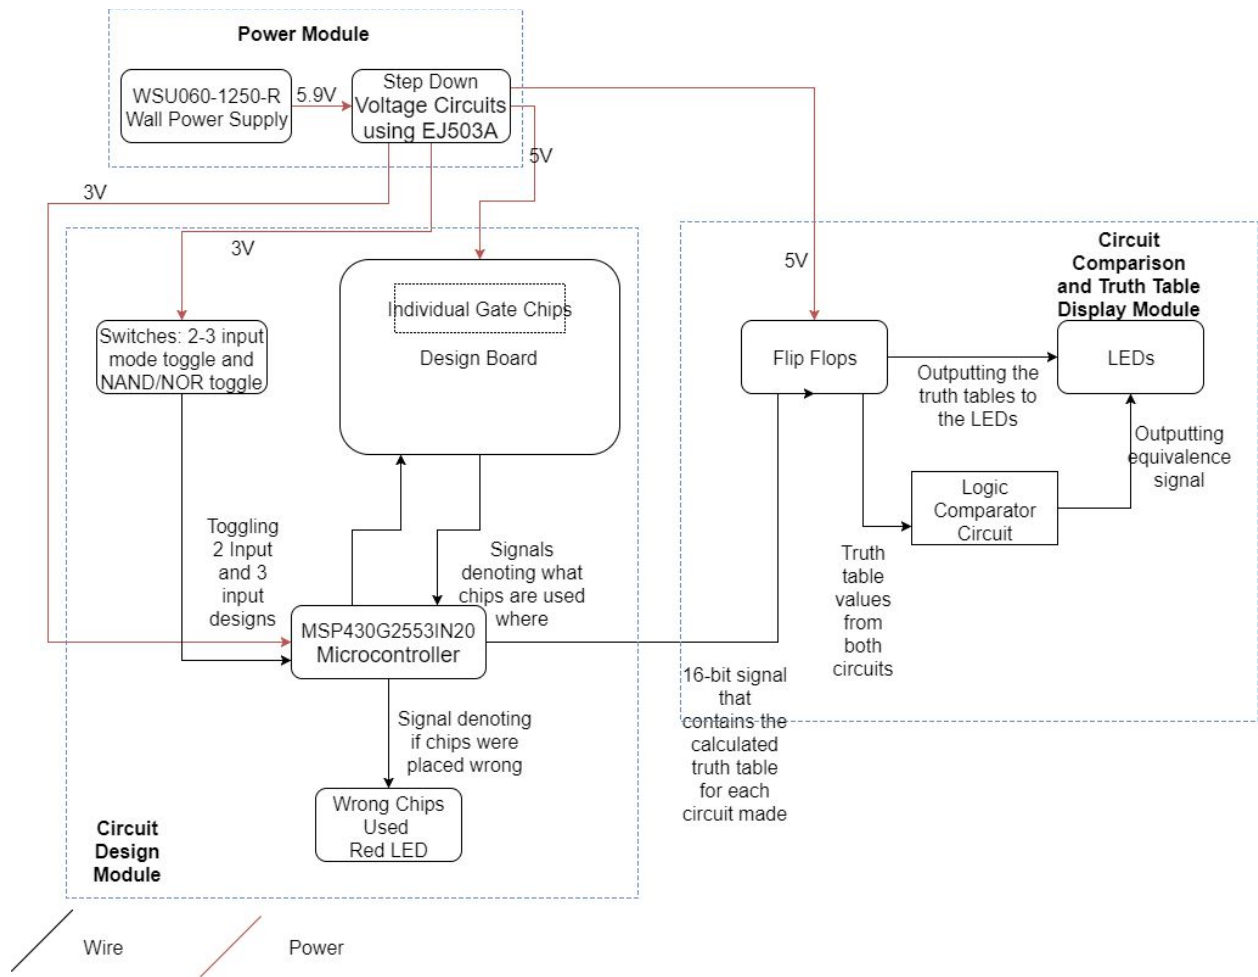 Power Module
WSU060-1250-R
Wall Power Supply
5.9V
Step Down
Voltage Circuits
using EJ503A
5V
3V
3V
5V
Circuit
Comparison
and Truth Table
Display Module
Individual Gate Chips
Design Board
Switches: 2-3 input
mode toggle and
NAND/NOR toggle
Flip Flops
LEDs
Outputting the
truth tables to
the LEDs
Outputting
equivalence
signal
Logic
Comparator
Circuit
Toggling
2 Input
and 3
input
designs
Signals
denoting what
chips are used
where
Truth
table
values
from
both
circuits
MSP430G2553IN20
Microcontroller
16-bit signal
that
contains the
calculated
truth table
for each
circuit made
Signal denoting
if chips were
placed wrong
Wrong Chips
Used
Red LED
Circuit
Design
Module
Wire
Power